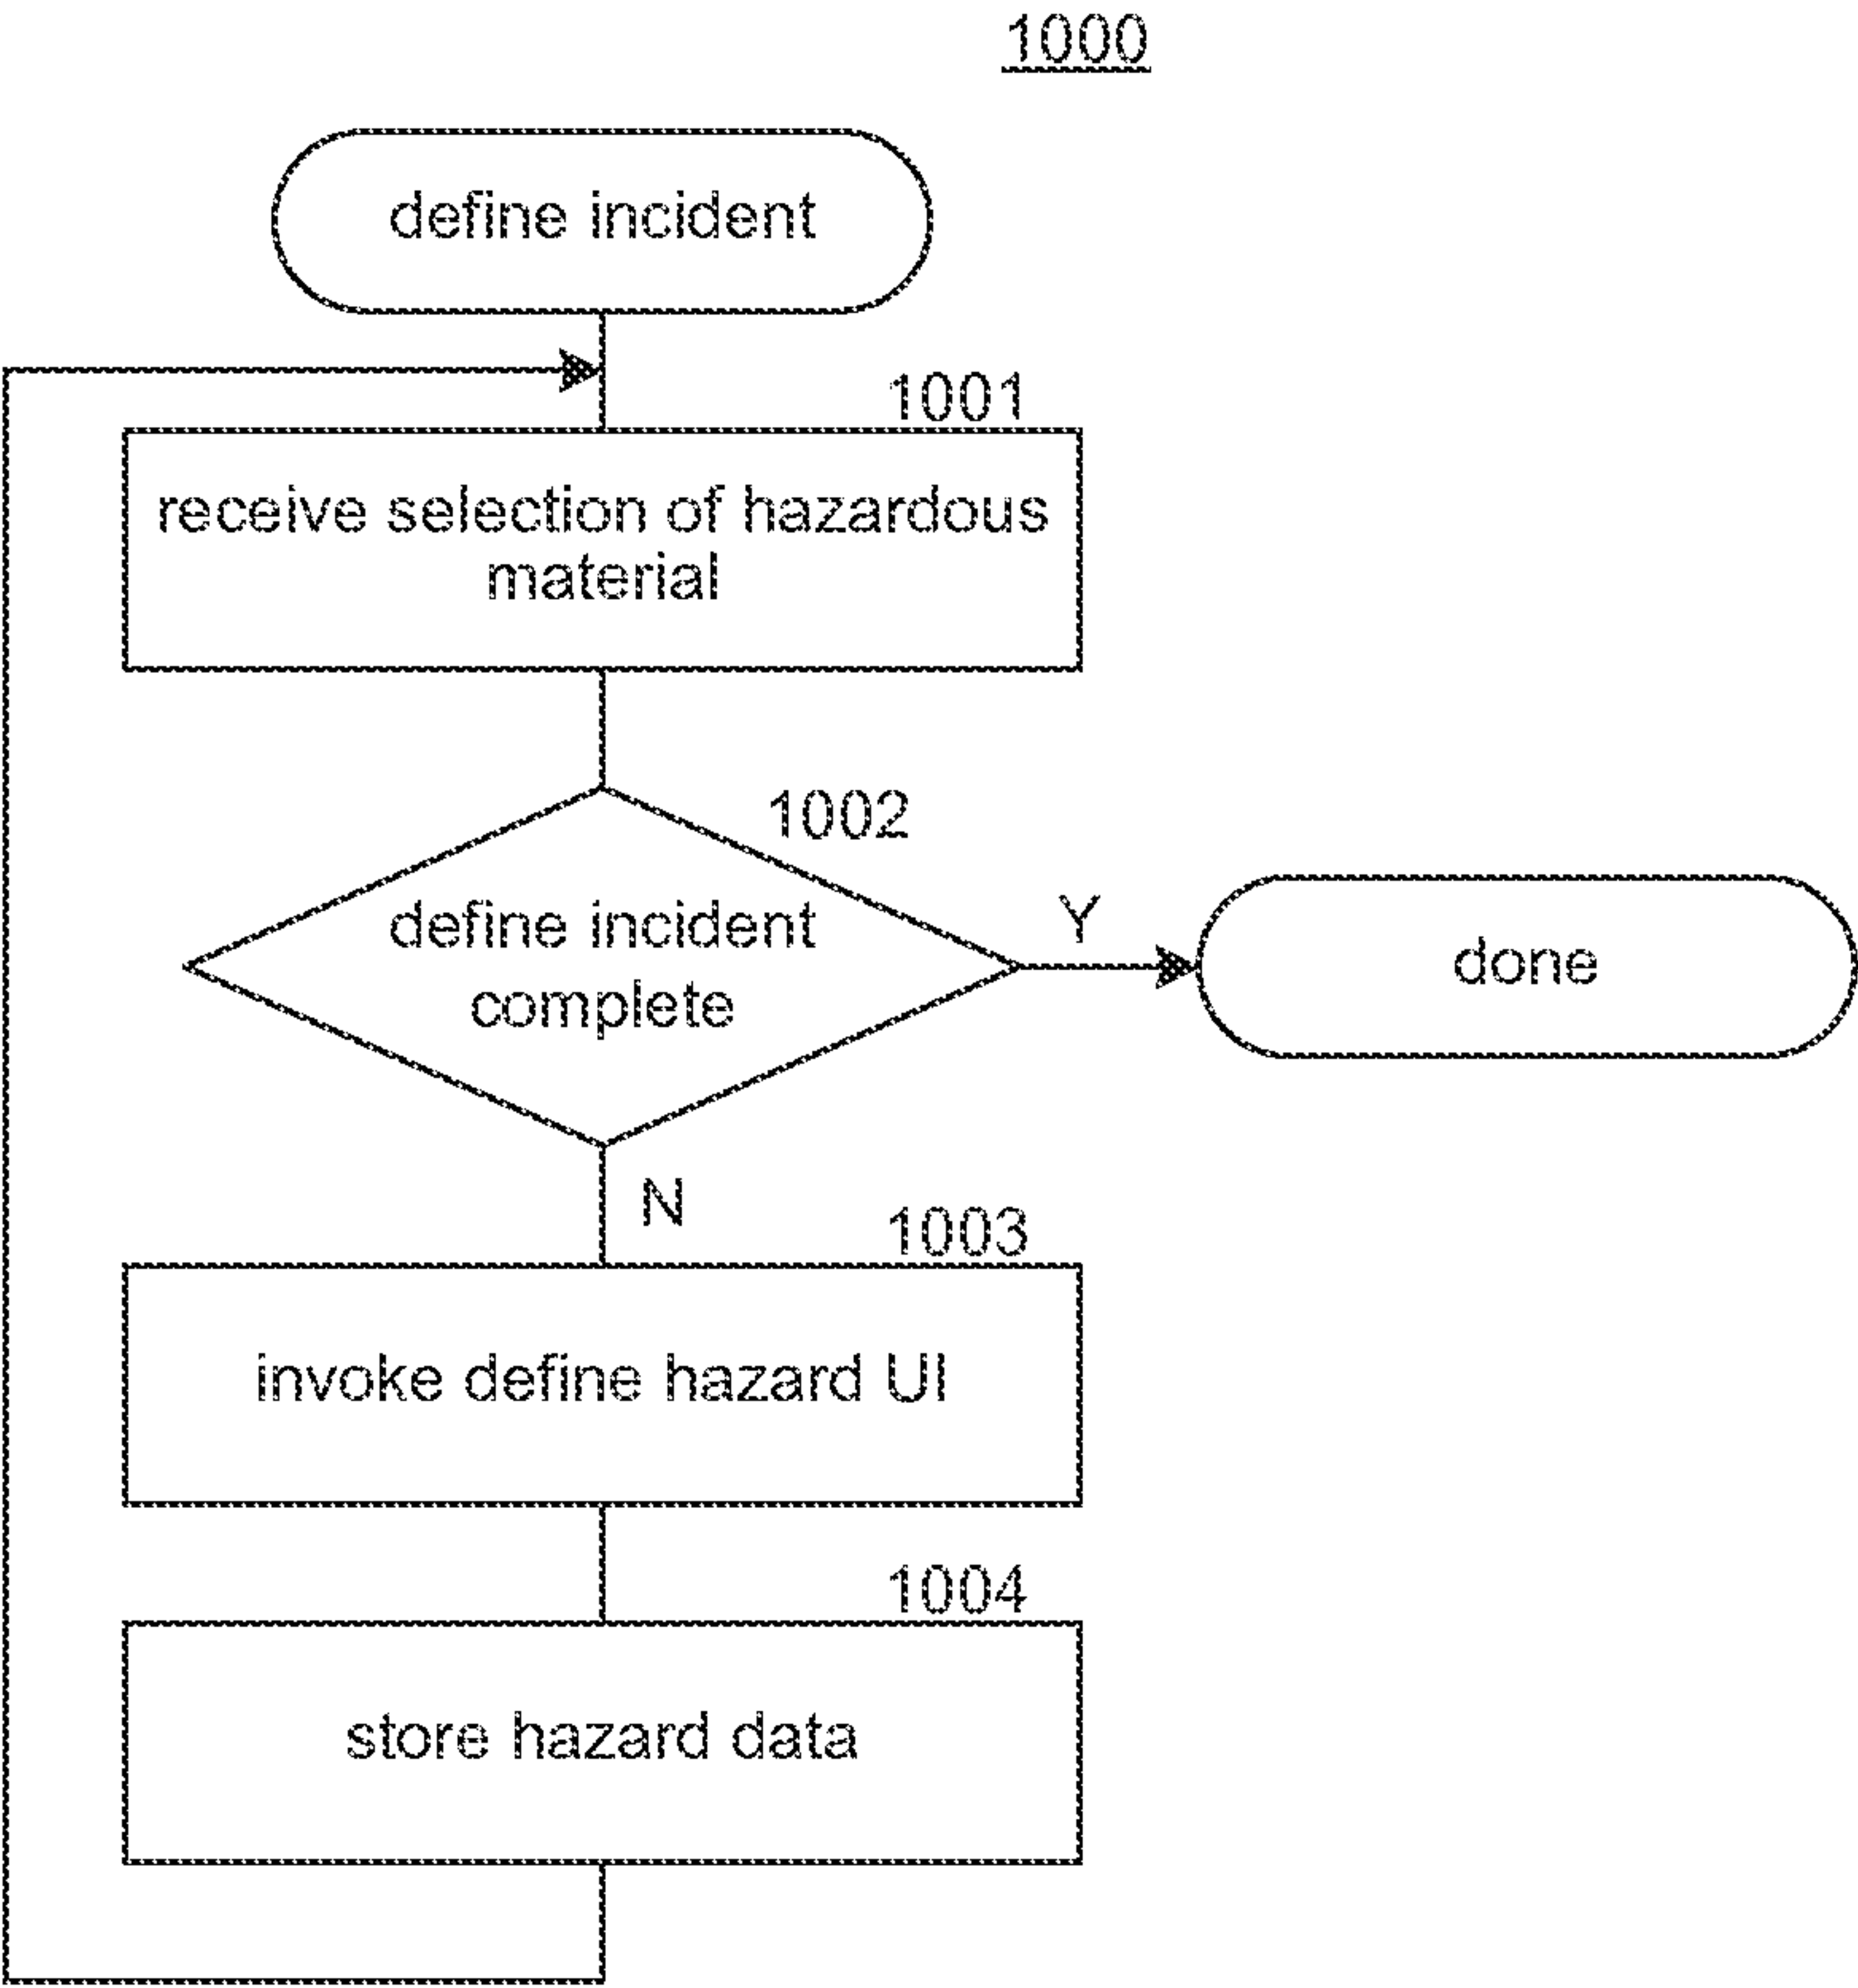 1000
define incident
1001
receive selection of hazardous
material
1002
define incident
complete
Y
done
N
1003
invoke define hazard UI
1004
store hazard data